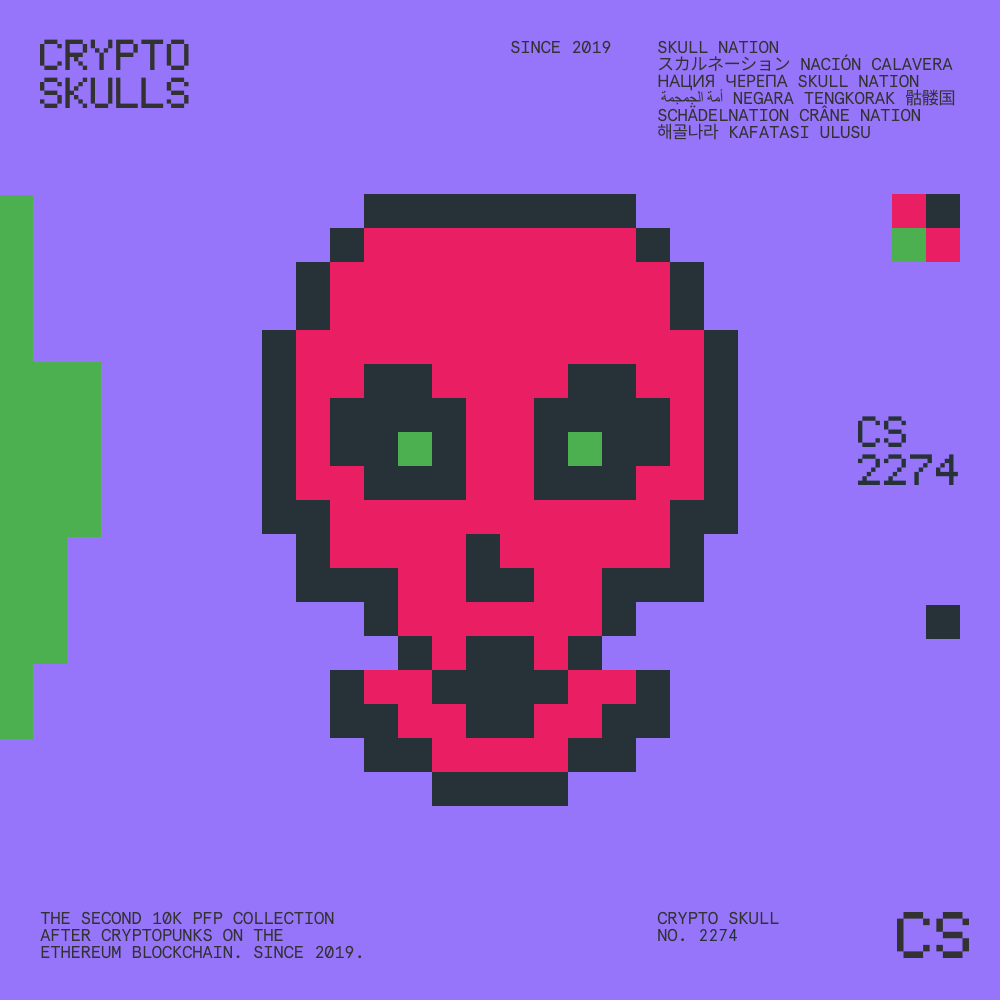 CRYPTO
SKULLS
SINCE 2019
SKULL NATION
スカルネーション NACIÓN CALAVERA
НАЦИЯ ЧЕРЕПА SKULL NATION
أمة الجمجمة NEGARA TENGKORAK 骷髅国
SCHÄDELNATION CRÂNE NATION
해골나라 KAFATASI ULUSU
CS
2274
THE SECOND 10K PFP COLLECTION
AFTER CRYPTOPUNKS ON THE
ETHEREUM BLOCKCHAIN. SINCE 2019.
CRYPTO SKULL
NO. 2274
CS